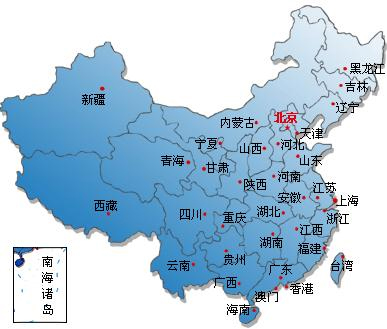 黑龙江
吉林
辽宁
新疆
内蒙古
北京
天津
宁夏
山西
河北
青海
甘肃
山东
陕西
河南
西藏
江苏
安徽
上海
四川
湖北
浙江
重庆
江西
湖南
福建
贵州
云南
台湾
广东
广西
香港
澳门
海南
南
海
诸
岛